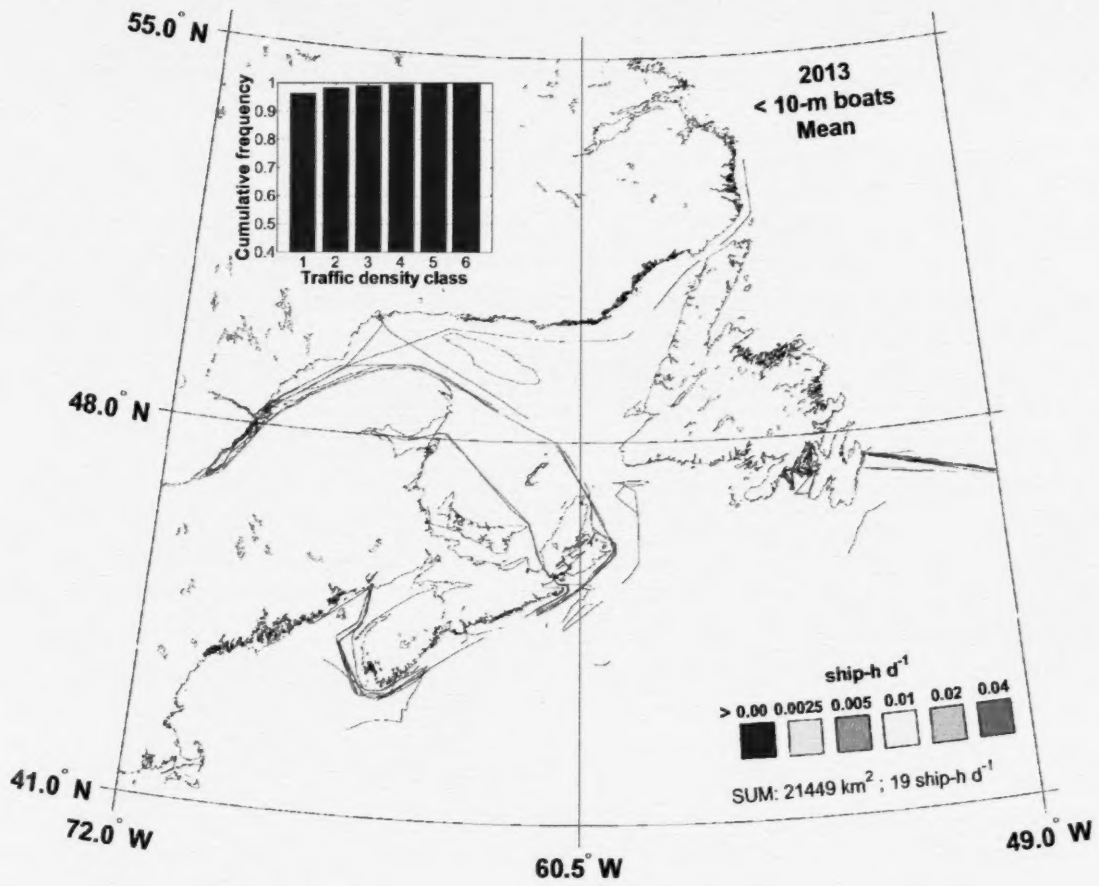 55.0° N
2013
< 10-m boats
Mean
Cumulative frequency
1
0.9
0.8
0.7
0.6
0.5
0.4
1 2 3 4 5 6
Traffic density class
48.0° N
ship-h d⁻¹
> 0.00 0.0025 0.005 0.01 0.02 0.04
SUM: 21449 km² ; 19 ship-h d⁻¹
41.0° N
72.0° W
60.5° W
49.0° W